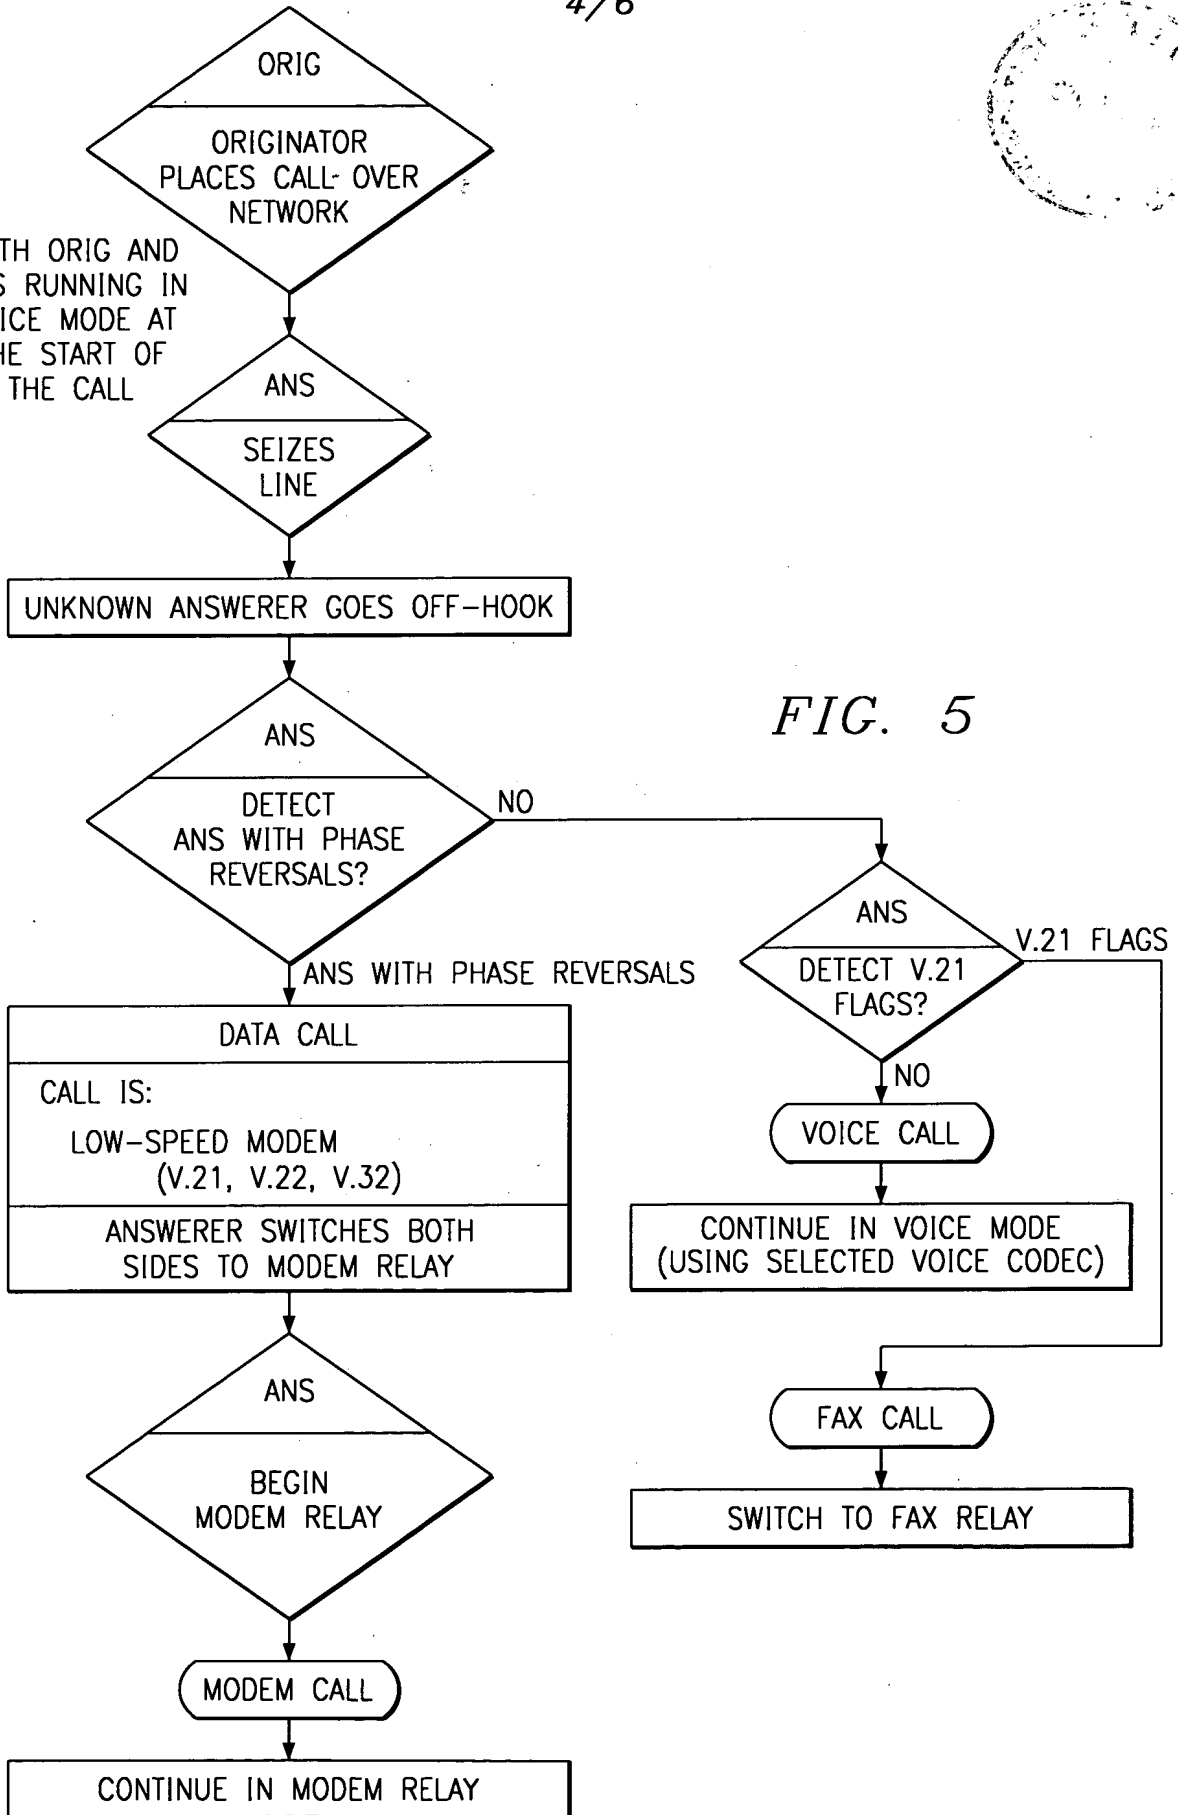 4/6
ORIG
ORIGINATOR
PLACES CALL OVER
NETWORK
ORIG AND
RUNNING IN
MODE AT
START OF
THE CALL
ANS
SEIZES
LINE
UNKNOWN ANSWERER GOES OFF-HOOK
ANS
DETECT
ANS WITH PHASE
REVERSALS?
NO
FIG. 5
ANS
DETECT V.21
FLAGS?
V.21 FLAGS
NO
ANS WITH PHASE REVERSALS
DATA CALL
CALL IS:
LOW-SPEED MODEM
(V.21, V.22, V.32)
ANSWERER SWITCHES BOTH
SIDES TO MODEM RELAY
VOICE CALL
CONTINUE IN VOICE MODE
(USING SELECTED VOICE CODEC)
ANS
BEGIN
MODEM RELAY
FAX CALL
SWITCH TO FAX RELAY
MODEM CALL
CONTINUE IN MODEM RELAY